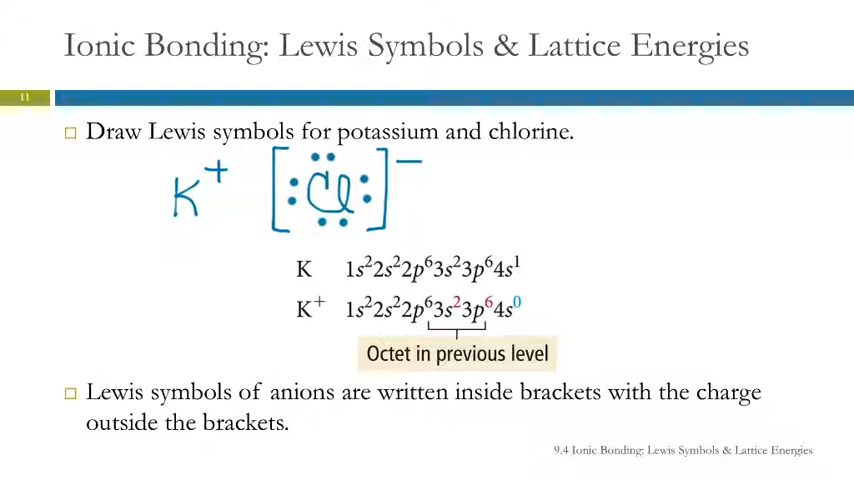 Ionic Bonding: Lewis Symbols & Lattice Energies
11
Draw Lewis symbols for potassium and chlorine.
K⁺ [Cl]⁻
K 1s²2s²2p⁶3s²3p⁶4s¹
K⁺ 1s²2s²2p⁶3s²3p⁶4s⁰
Octet in previous level
Lewis symbols of anions are written inside brackets with the charge
outside the brackets.
9.4 Ionic Bonding: Lewis Symbols & Lattice Energies